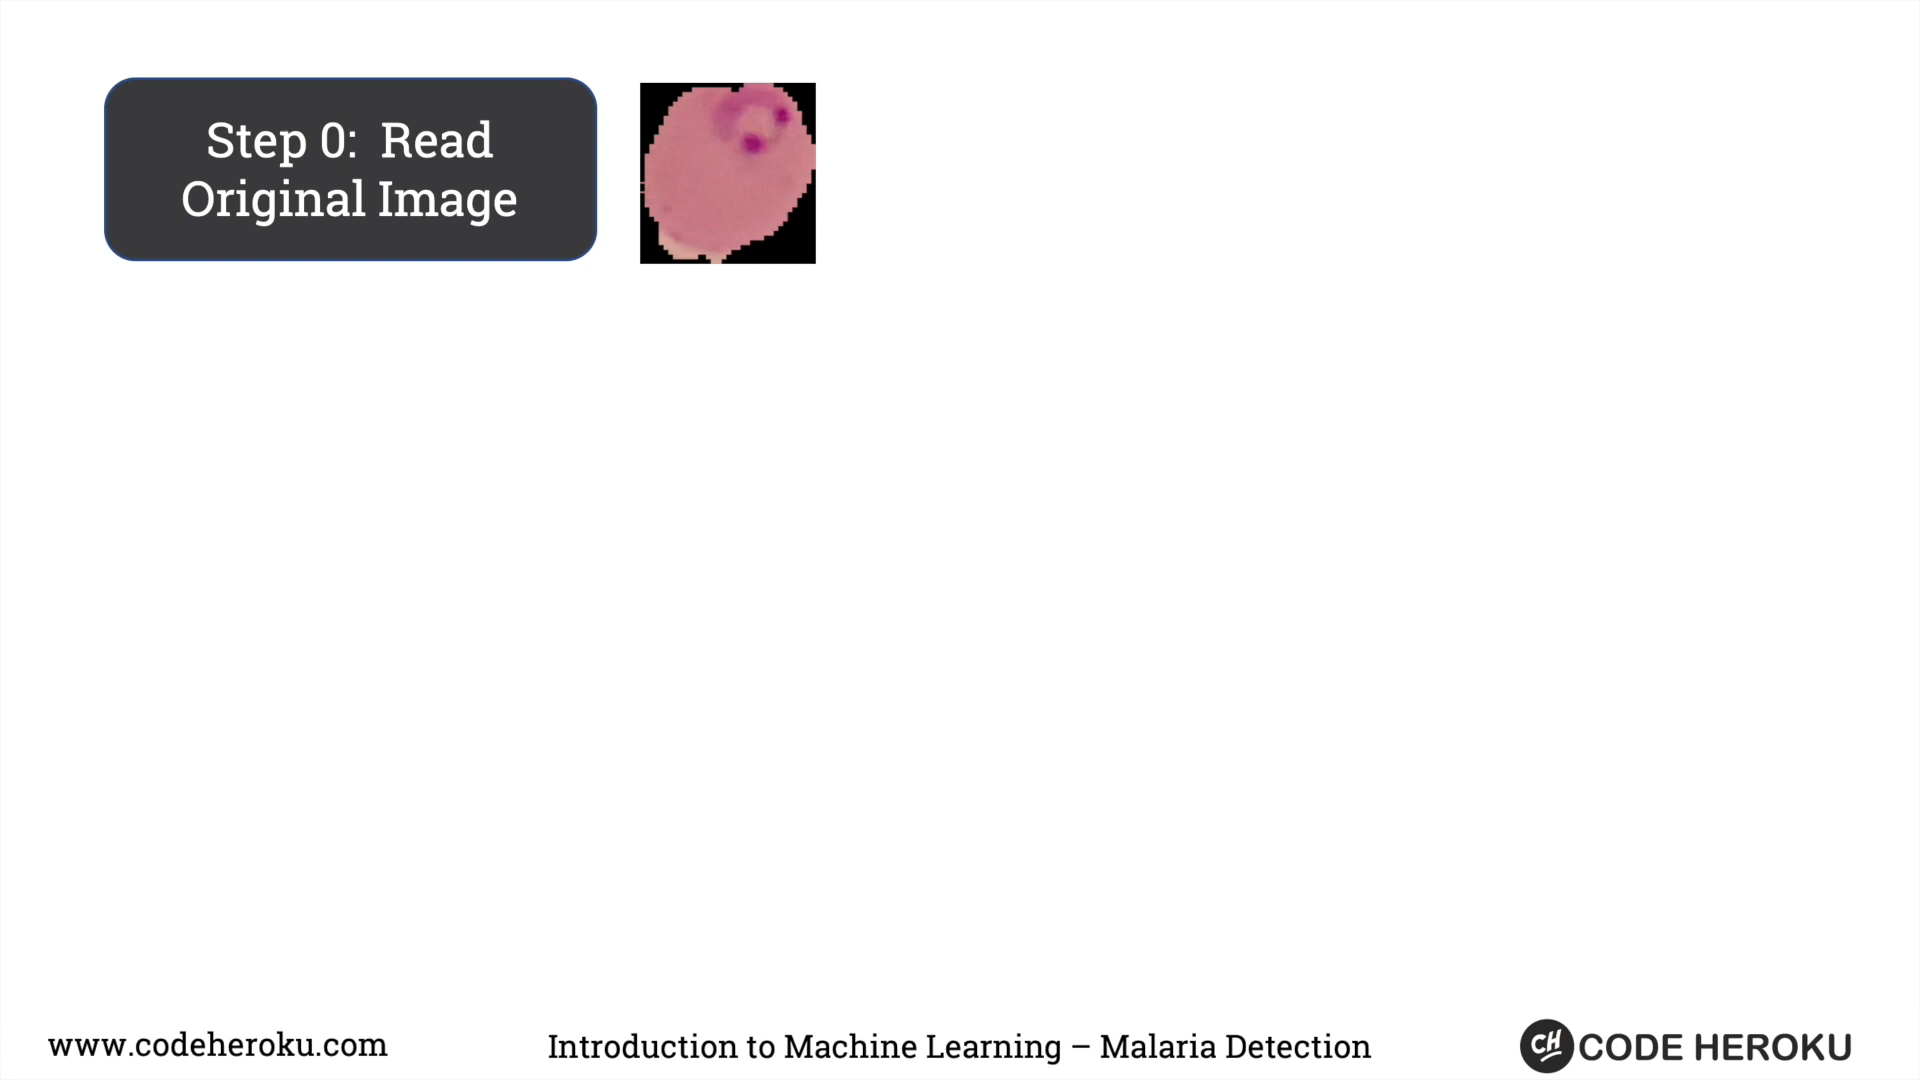 Step 0:  Read
Original Image
www.codeheroku.com
Introduction to Machine Learning – Malaria Detection
CH CODE HEROKU